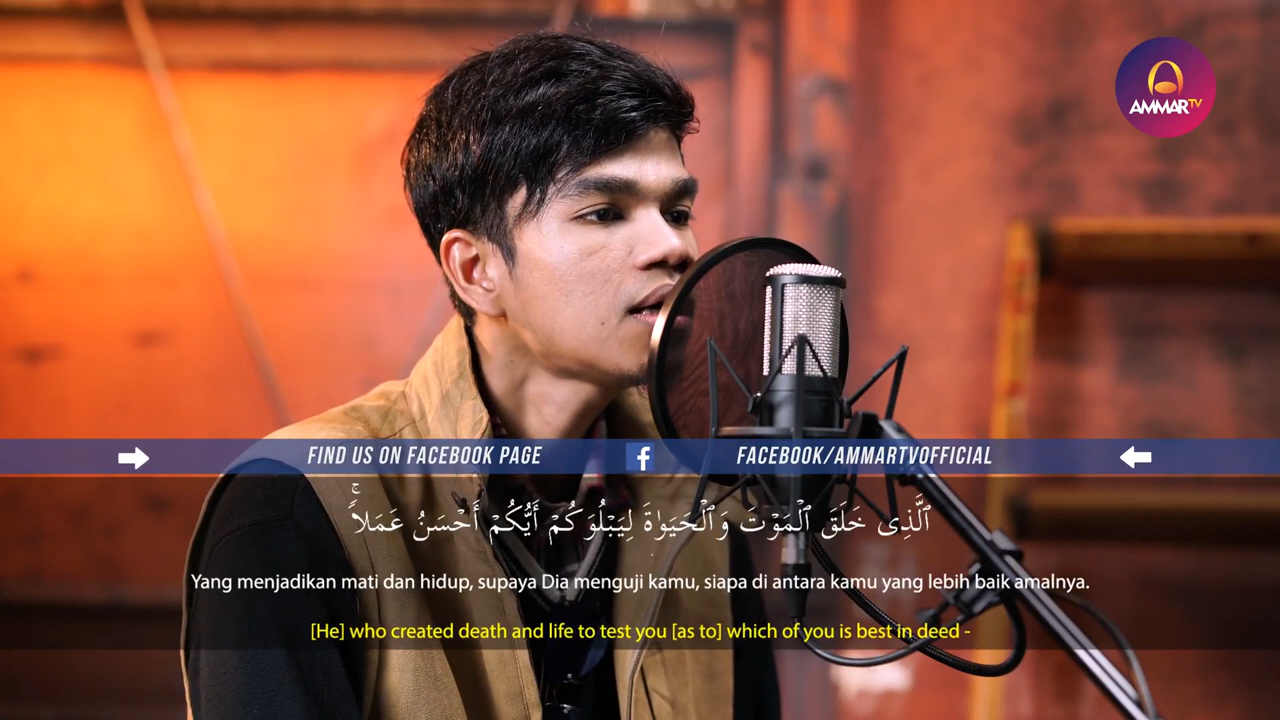 AMMARTV
FIND US ON FACEBOOK PAGE f FACEBOOK/AMMARTVOFFICIAL
ٱلَّذِى خَلَقَ ٱلْمَوْتَ وَٱلْحَيَوٰةَ لِيَبْلُوَكُمْ أَيُّكُمْ أَحْسَنُ عَمَلاًۚ
Yang menjadikan mati dan hidup, supaya Dia menguji kamu, siapa di antara kamu yang lebih baik amalnya.
[He] who created death and life to test you [as to] which of you is best in deed -